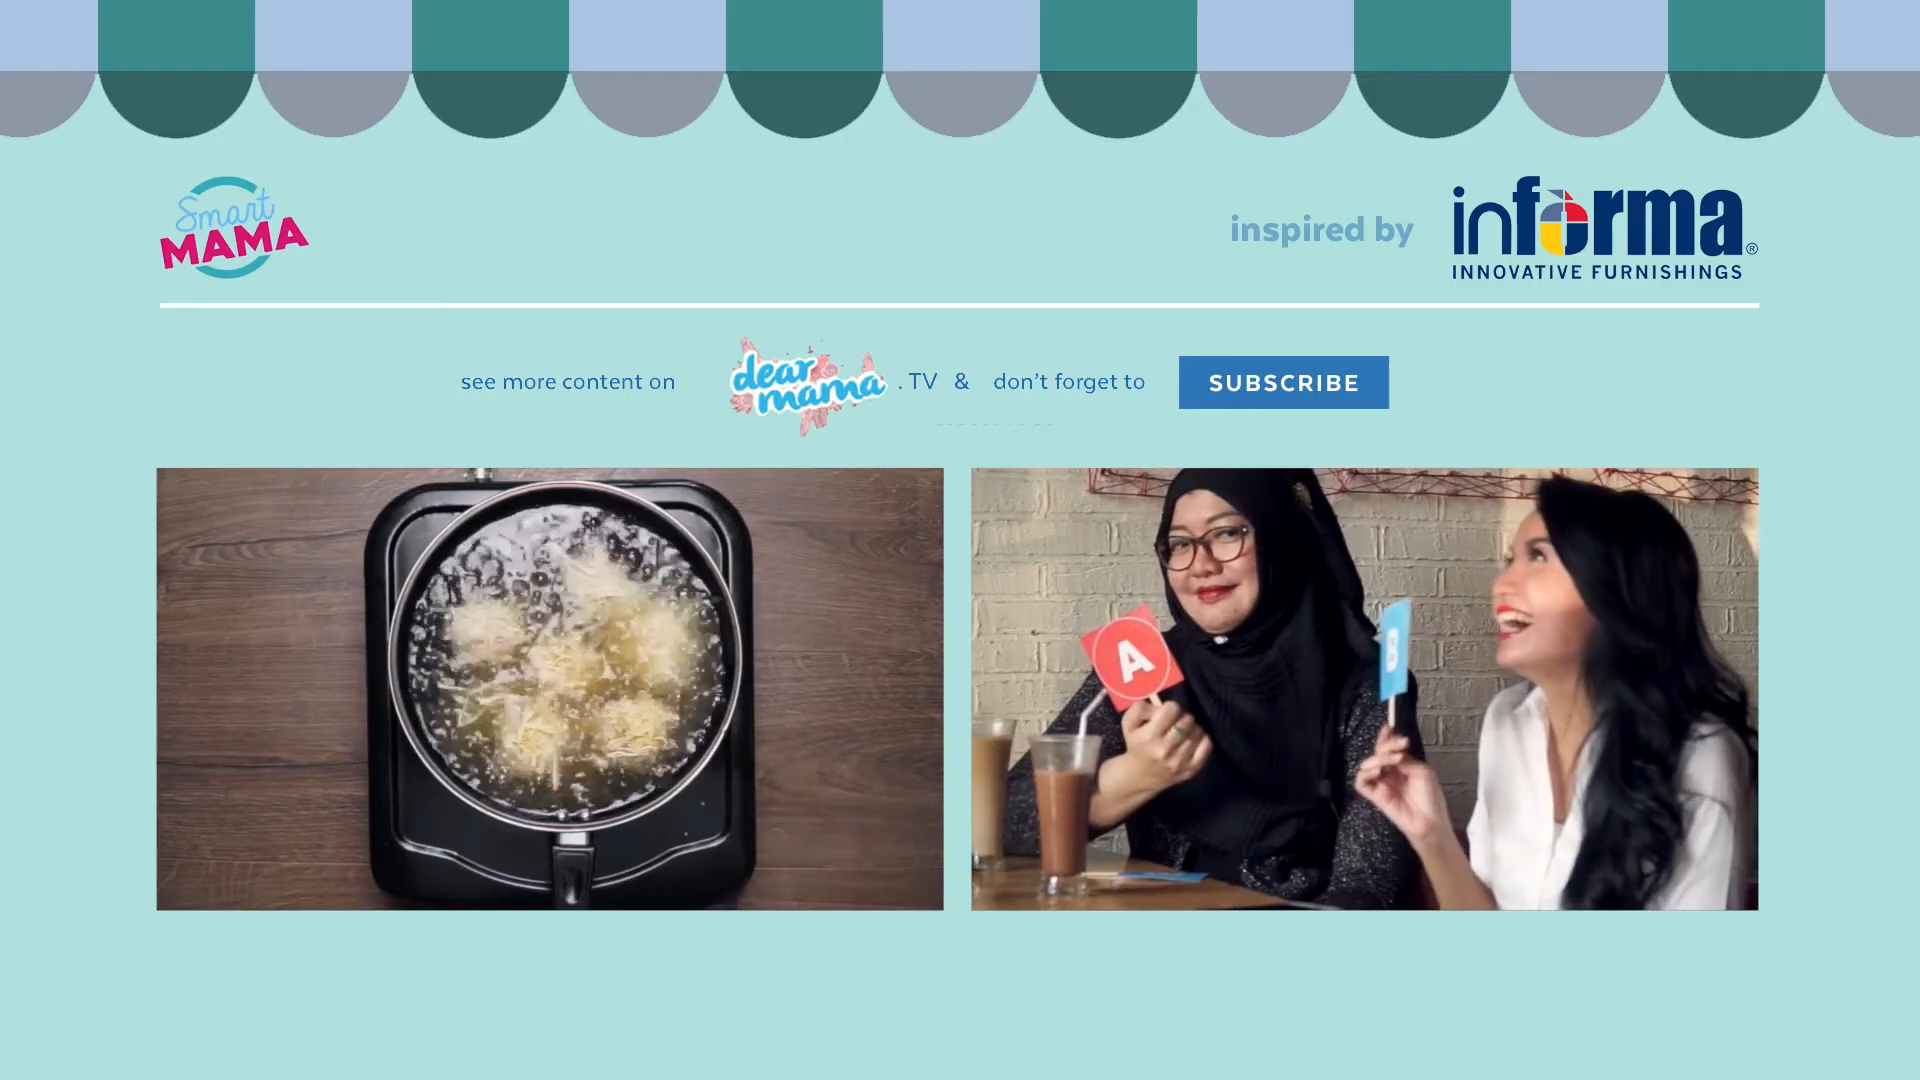 Smart
MAMA
inspired by
informa®
INNOVATIVE FURNISHINGS
see more content on dear mama .TV & don't forget to SUBSCRIBE
A
B